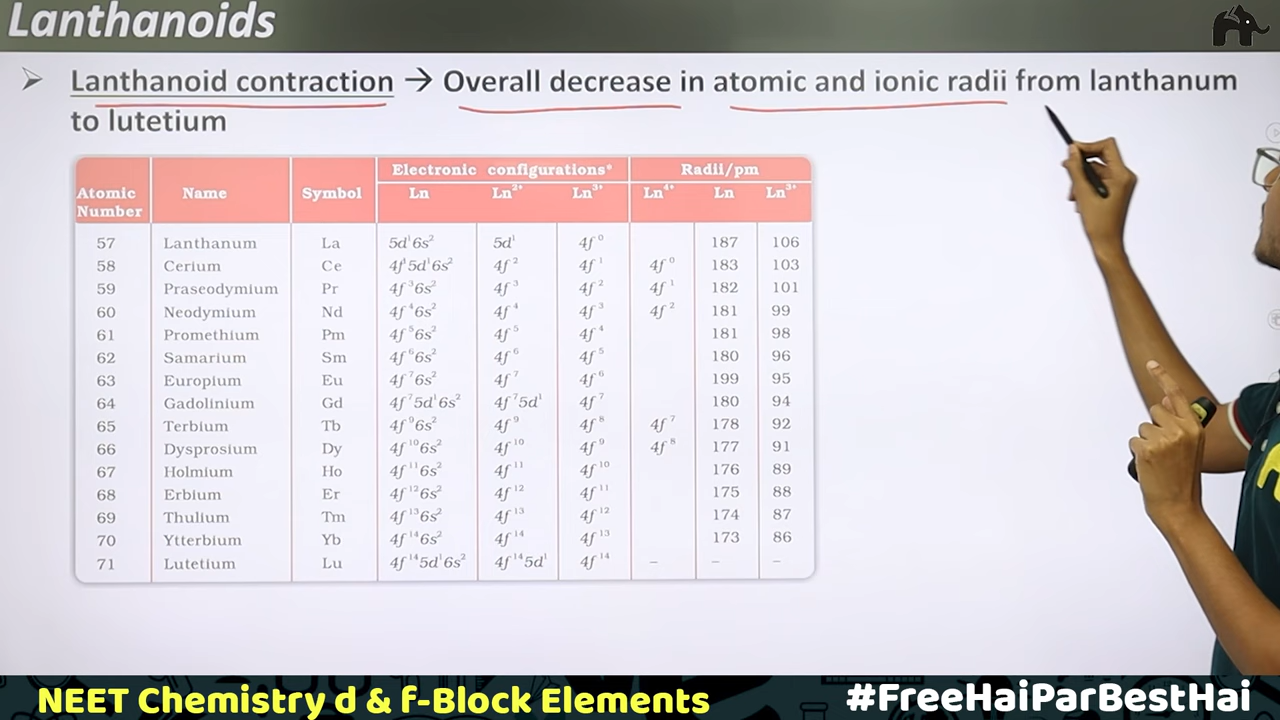 Lanthanoids
Lanthanoid contraction → Overall decrease in atomic and ionic radii from lanthanum
to lutetium
Electronic configurations* Radii/pm
Atomic Number Name Symbol Ln Ln²⁺ Ln³⁺ Ln⁴⁺ Ln Ln³⁺
57 Lanthanum La 5d¹6s² 5d¹ 4f⁰ 187 106
58 Cerium Ce 4f¹5d¹6s² 4f² 4f¹ 4f⁰ 183 103
59 Praseodymium Pr 4f³6s² 4f³ 4f² 4f¹ 182 101
60 Neodymium Nd 4f⁴6s² 4f⁴ 4f³ 4f² 181 99
61 Promethium Pm 4f⁵6s² 4f⁵ 4f⁴ 181 98
62 Samarium Sm 4f⁶6s² 4f⁶ 4f⁵ 180 96
63 Europium Eu 4f⁷6s² 4f⁷ 4f⁶ 199 95
64 Gadolinium Gd 4f⁷5d¹6s² 4f⁷5d¹ 4f⁷ 180 94
65 Terbium Tb 4f⁹6s² 4f⁹ 4f⁸ 4f⁷ 178 92
66 Dysprosium Dy 4f¹⁰6s² 4f¹⁰ 4f⁹ 4f⁸ 177 91
67 Holmium Ho 4f¹¹6s² 4f¹¹ 4f¹⁰ 176 89
68 Erbium Er 4f¹²6s² 4f¹² 4f¹¹ 175 88
69 Thulium Tm 4f¹³6s² 4f¹³ 4f¹² 174 87
70 Ytterbium Yb 4f¹⁴6s² 4f¹⁴ 4f¹³ 173 86
71 Lutetium Lu 4f¹⁴5d¹6s² 4f¹⁴5d¹ 4f¹⁴ – – –
NEET Chemistry d & f-Block Elements #FreeHaiParBestHai